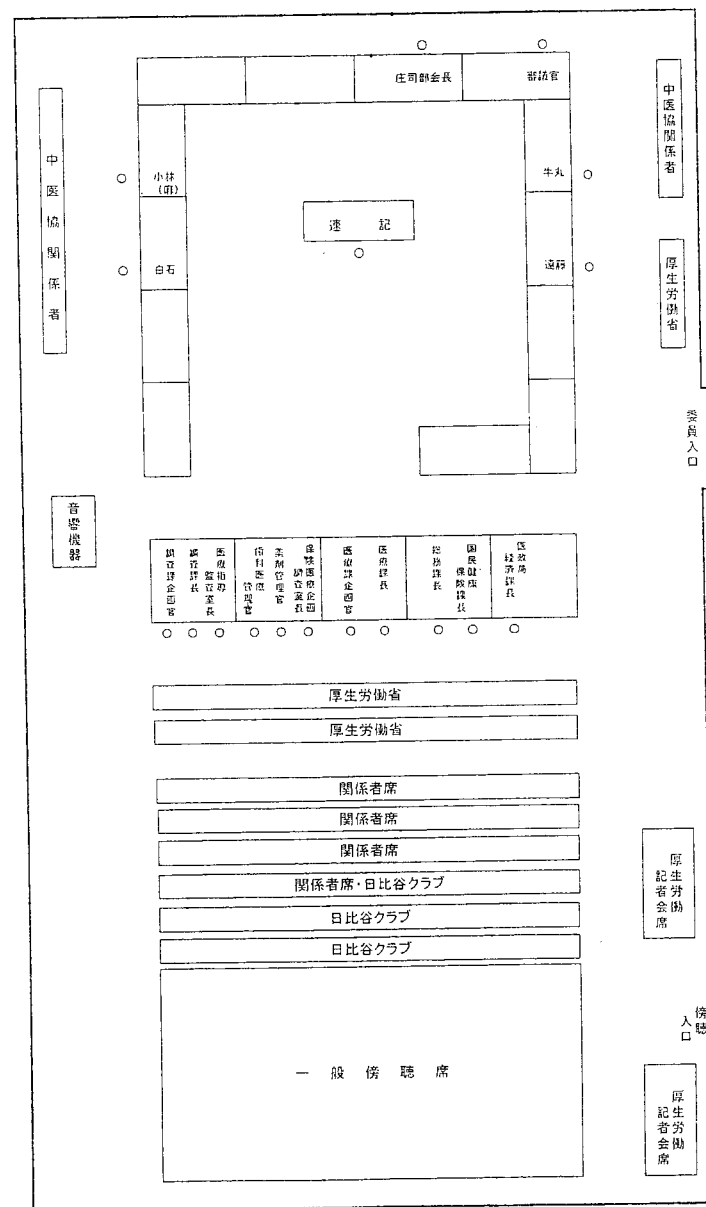 庄司部会長
審議官
中医協関係者
中医協関係者
小林
(麻)
牛丸
速記
白石
遠藤
厚生労働省
委員入口
音響機器
調査課企画官
調査課長
医療指導
監査室長
歯科医療
管理官
薬剤管理官
保険医療企画
調査室長
医療課企画官
医療課長
総務課長
国民健康
保険課長
医政局
経済課長
厚生労働省
厚生労働省
関係者席
関係者席
関係者席
関係者席・日比谷クラブ
日比谷クラブ
日比谷クラブ
厚生労働
記者会席
傍聴
入口
一般傍聴席
厚生労働
記者会席